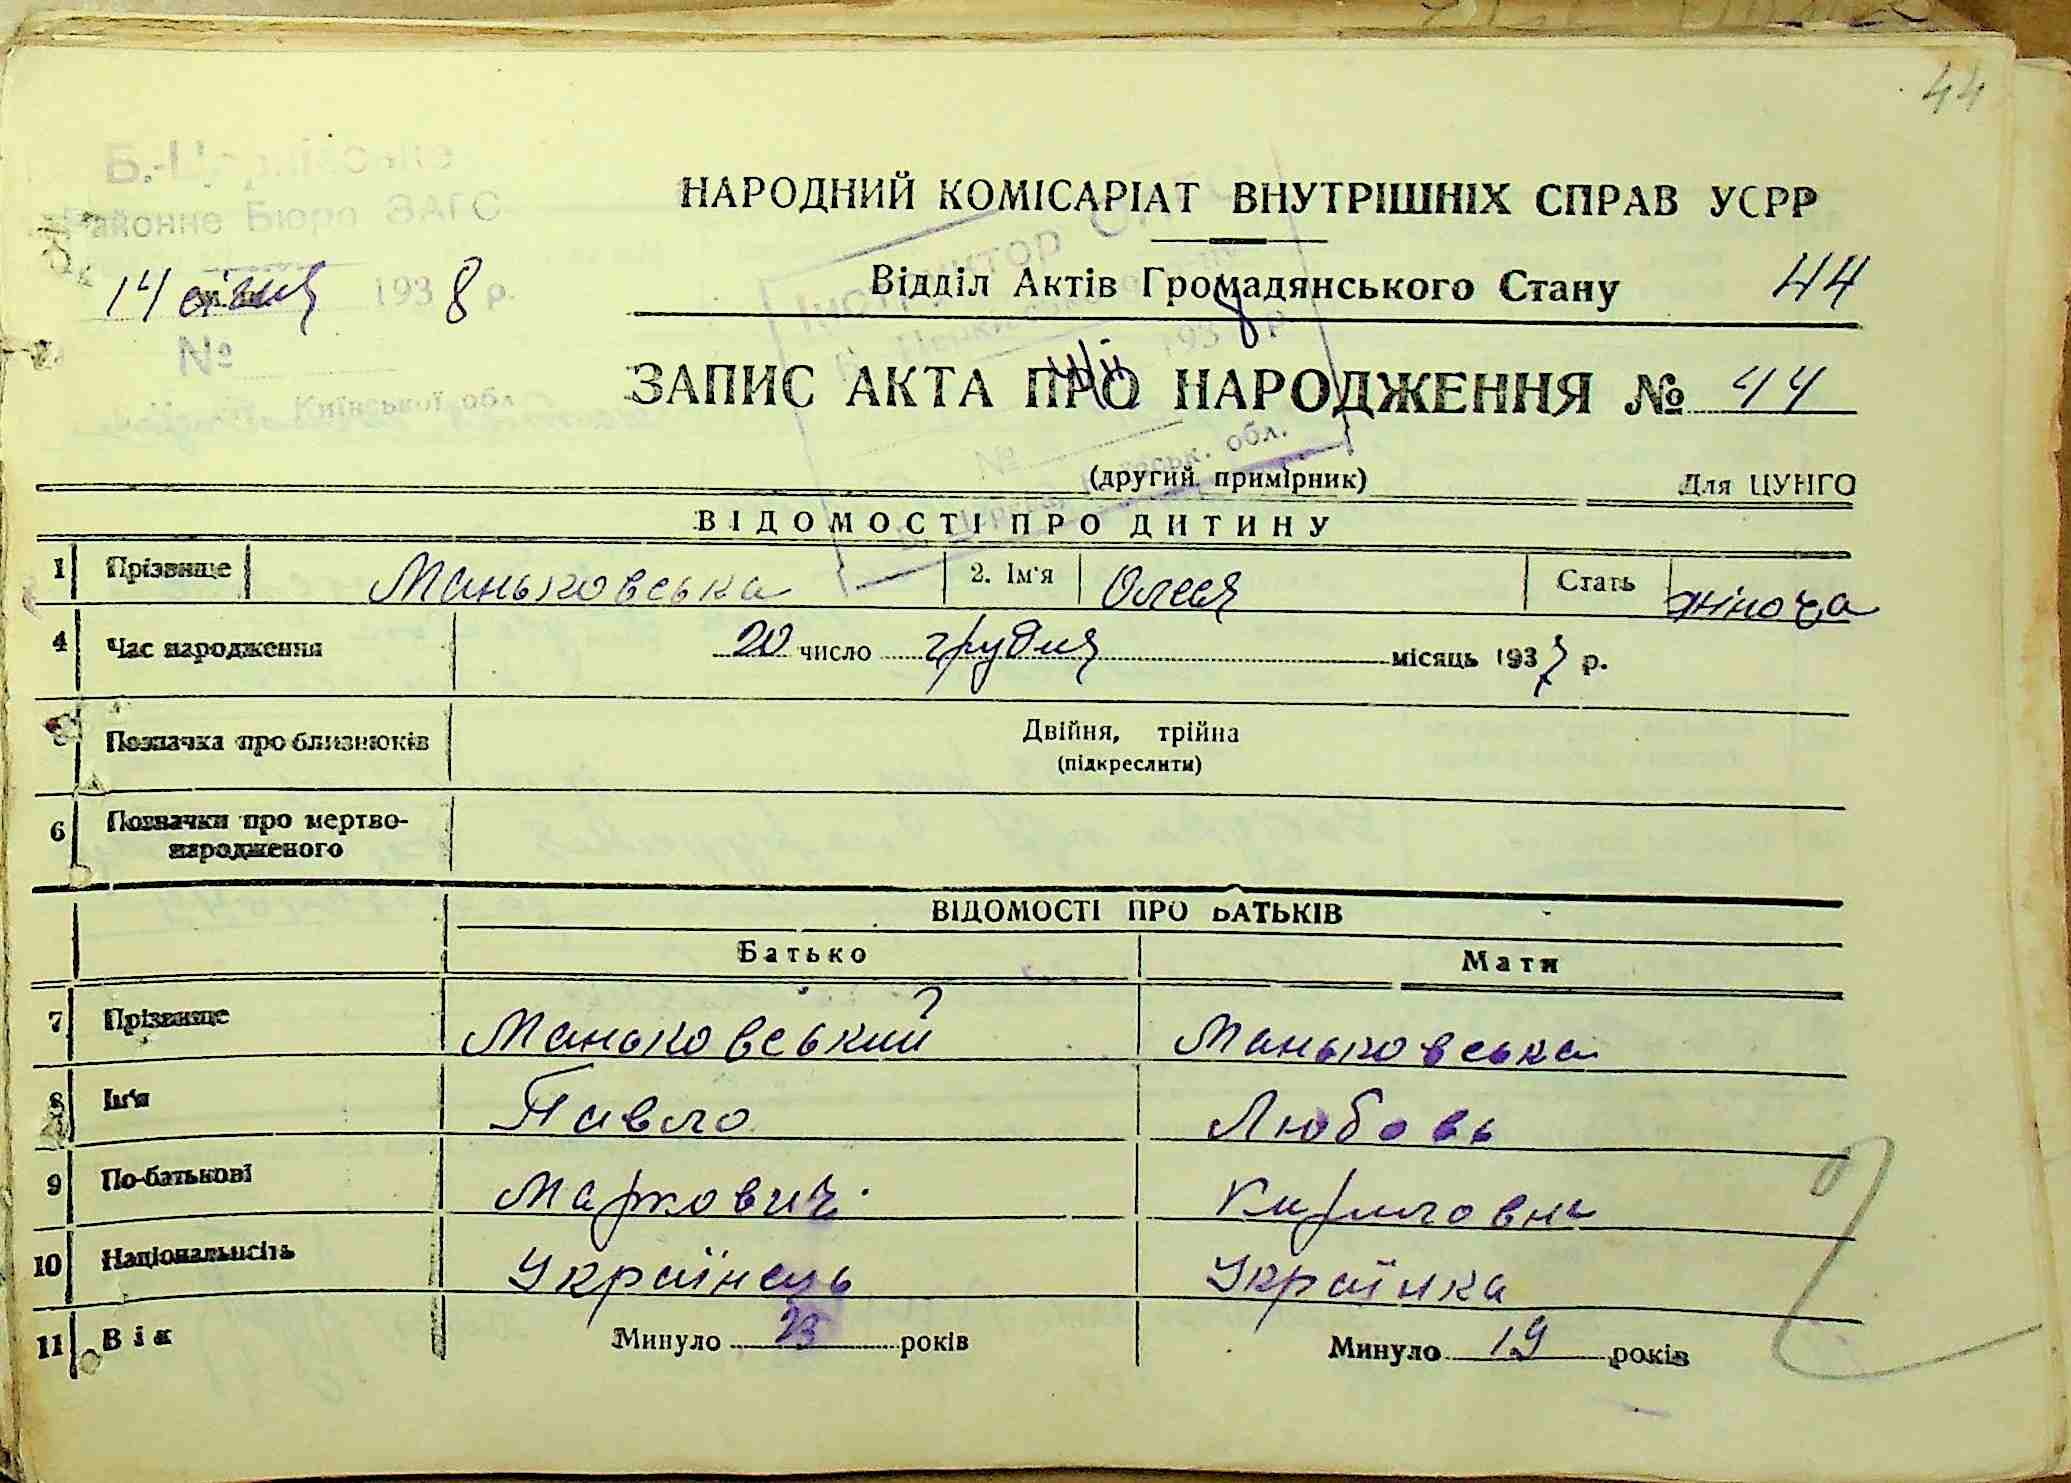 44
Б.-Церківське
Районне Бюро ЗАГС
14 січня 1938 р.
№
Київської обл.
НАРОДНИЙ КОМІСАРІАТ ВНУТРІШНІХ СПРАВ УСРР
Відділ Актів Громадянського Стану 44
ЗАПИС АКТА ПРО НАРОДЖЕННЯ № 44
(другий примірник) Для ЦУНГО
ВІДОМОСТІ ПРО ДИТИНУ
1 Прізвище Маньковська 2. Ім'я Олеся Стать жіноча
4 Час народження 20 число грудня місяць 1937 р.
5 Позначка про близнюків Двійня, трійна
(підкреслити)
6 Позначки про мертво-
народженого
ВІДОМОСТІ ПРО БАТЬКІВ
Батько Мати
7 Прізвище Маньковський Маньковська
8 Ім'я Павло Любовь
9 По-батькові Маркович Кириловна
10 Національність Українець Українка
11 Вік Минуло 23 років Минуло 19 років